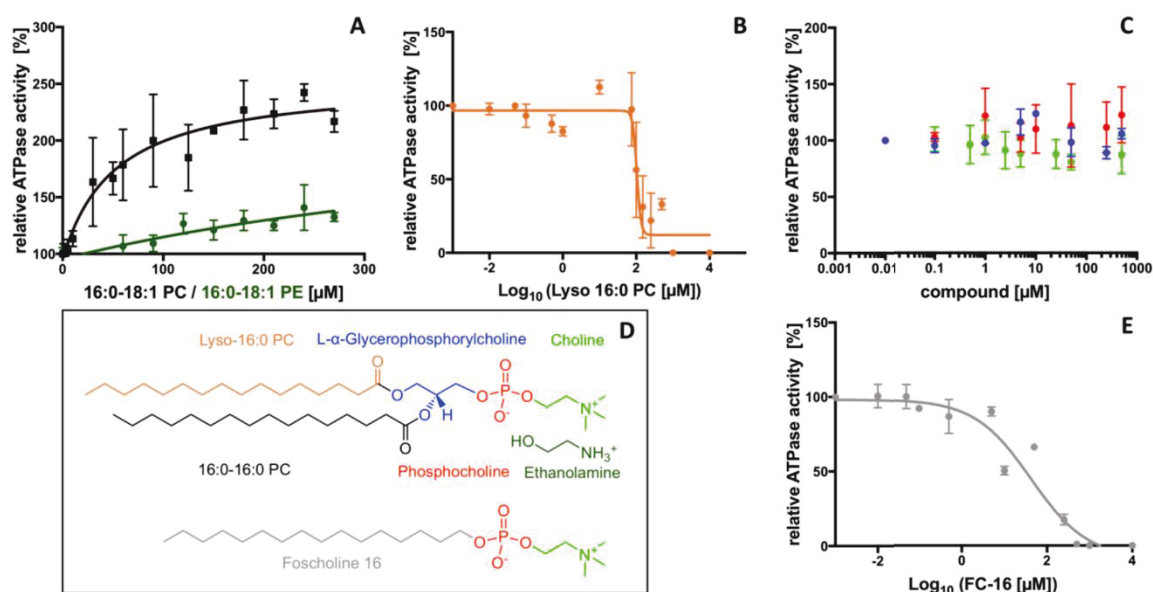 A
relative ATPase activity [%]
250
200
150
100
0
100
200
300
16:0-18:1 PC / 16:0-18:1 PE [µM]
B
relative ATPase activity [%]
150
100
50
0
-2
0
2
4
Log10 (Lyso 16:0 PC [µM])
C
relative ATPase activity [%]
200
150
100
50
0
0.001
0.01
0.1
1
10
100
1000
compound [µM]
D
Lyso-16:0 PC
L-α-Glycerophosphorylcholine
Choline
O
O
O
O
P
O
O-
N+
H
O
O
HO
NH3+
16:0-16:0 PC
Phosphocholine
Ethanolamine
O
O
P
O
O-
N+
Foscholine 16
E
relative ATPase activity [%]
150
100
50
0
-2
0
2
4
Log10 (FC-16 [µM])